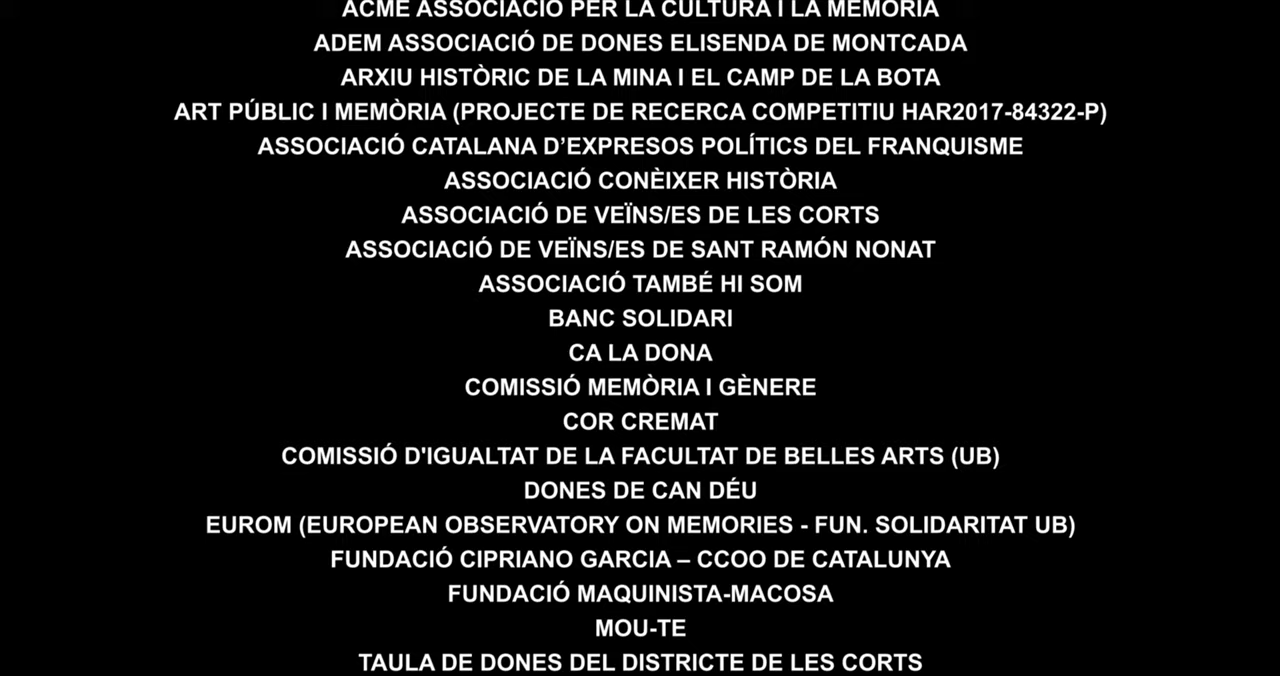 ACME ASSOCIACIÓ PER LA CULTURA I LA MEMÒRIA
ADEM ASSOCIACIÓ DE DONES ELISENDA DE MONTCADA
ARXIU HISTÒRIC DE LA MINA I EL CAMP DE LA BOTA
ART PÚBLIC I MEMÒRIA (PROJECTE DE RECERCA COMPETITIU HAR2017-84322-P)
ASSOCIACIÓ CATALANA D’EXPRESOS POLÍTICS DEL FRANQUISME
ASSOCIACIÓ CONÈIXER HISTÒRIA
ASSOCIACIÓ DE VEÏNS/ES DE LES CORTS
ASSOCIACIÓ DE VEÏNS/ES DE SANT RAMÓN NONAT
ASSOCIACIÓ TAMBÉ HI SOM
BANC SOLIDARI
CA LA DONA
COMISSIÓ MEMÒRIA I GÈNERE
COR CREMAT
COMISSIÓ D'IGUALTAT DE LA FACULTAT DE BELLES ARTS (UB)
DONES DE CAN DÉU
EUROM (EUROPEAN OBSERVATORY ON MEMORIES - FUN. SOLIDARITAT UB)
FUNDACIÓ CIPRIANO GARCIA – CCOO DE CATALUNYA
FUNDACIÓ MAQUINISTA-MACOSA
MOU-TE
TAULA DE DONES DEL DISTRICTE DE LES CORTS